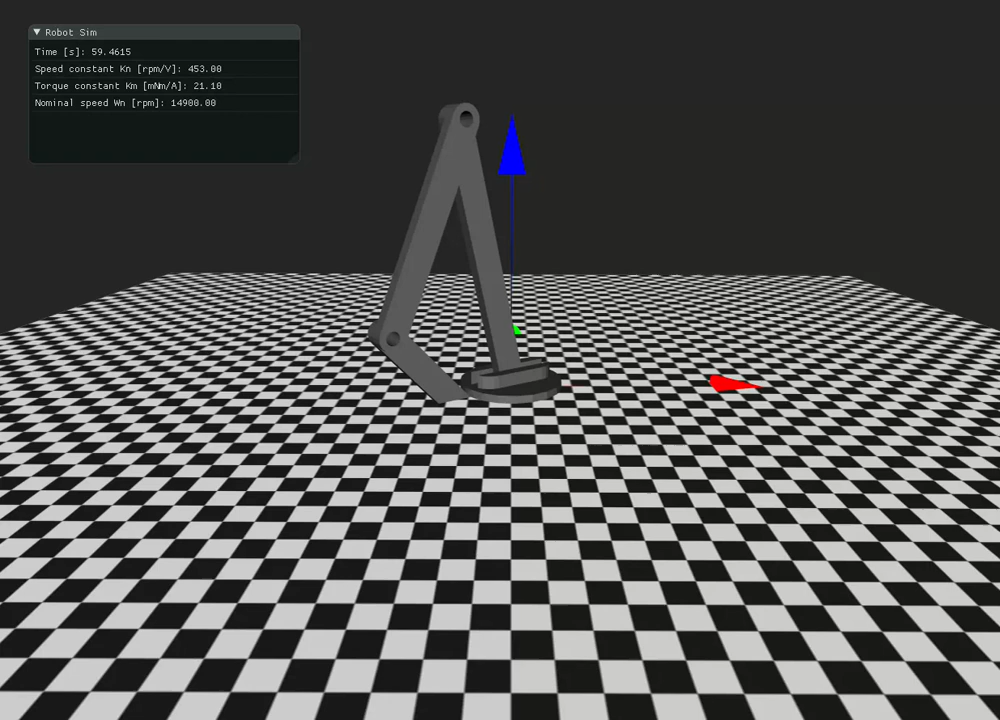 Robot Sim
Time [s]: 59.4615
Speed constant Kn [rpm/V]: 453.00
Torque constant Km [mNm/A]: 21.10
Nominal speed Wn [rpm]: 14900.00